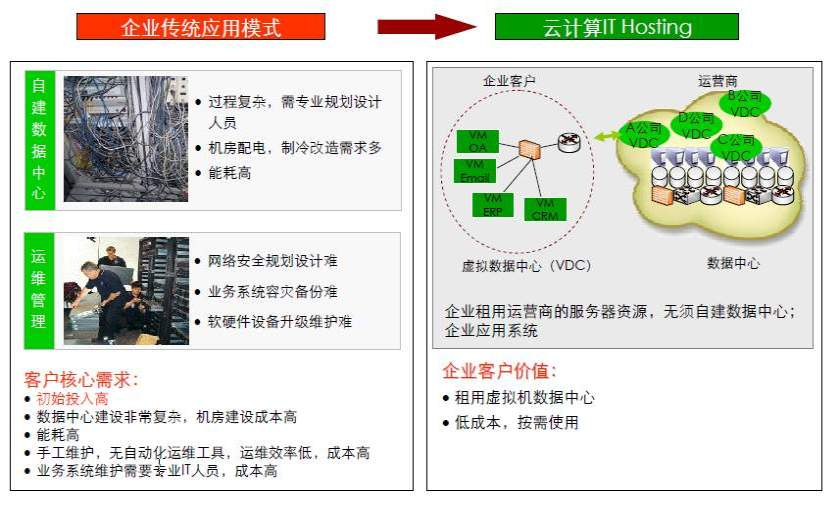 企业传统应用模式
云计算IT Hosting
自建数据中心
• 过程复杂，需专业规划设计
人员
• 机房配电，制冷改造需求多
• 能耗高
运维管理
• 网络安全规划设计难
• 业务系统容灾备份难
• 软硬件设备升级维护难
客户核心需求：
• 初始投入高
• 数据中心建设非常复杂，机房建设成本高
• 能耗高
• 手工维护，无自动化运维工具，运维效率低，成本高
• 业务系统维护需要专业IT人员，成本高
企业客户
运营商
VM
OA
VM
Email
VM
ERP
VM
CRM
A公司
VDC
D公司
VDC
B公司
VDC
C公司
VDC
虚拟数据中心（VDC）
数据中心
企业租用运营商的服务器资源，无须自建数据中心；
企业应用系统
企业客户价值：
• 租用虚拟机数据中心
• 低成本，按需使用